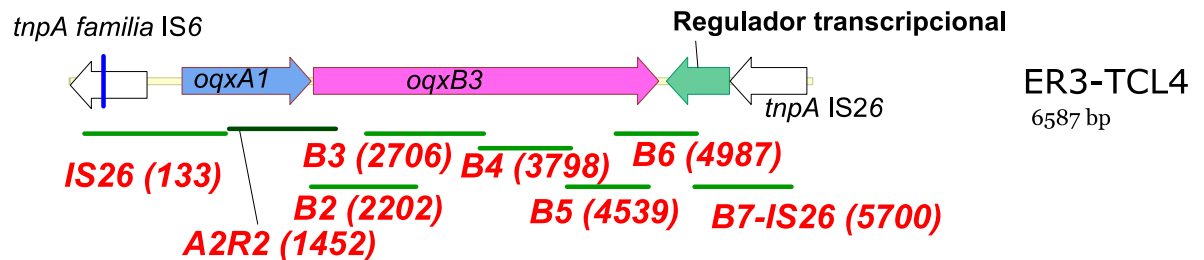 tnpA familia IS6
Regulador transcripcional
oqxA1
oqxB3
tnpA IS26
ER3-TCL4
6587 bp
IS26 (133)
B3 (2706)
B4 (3798)
B6 (4987)
B2 (2202)
B5 (4539)
B7-IS26 (5700)
A2R2 (1452)